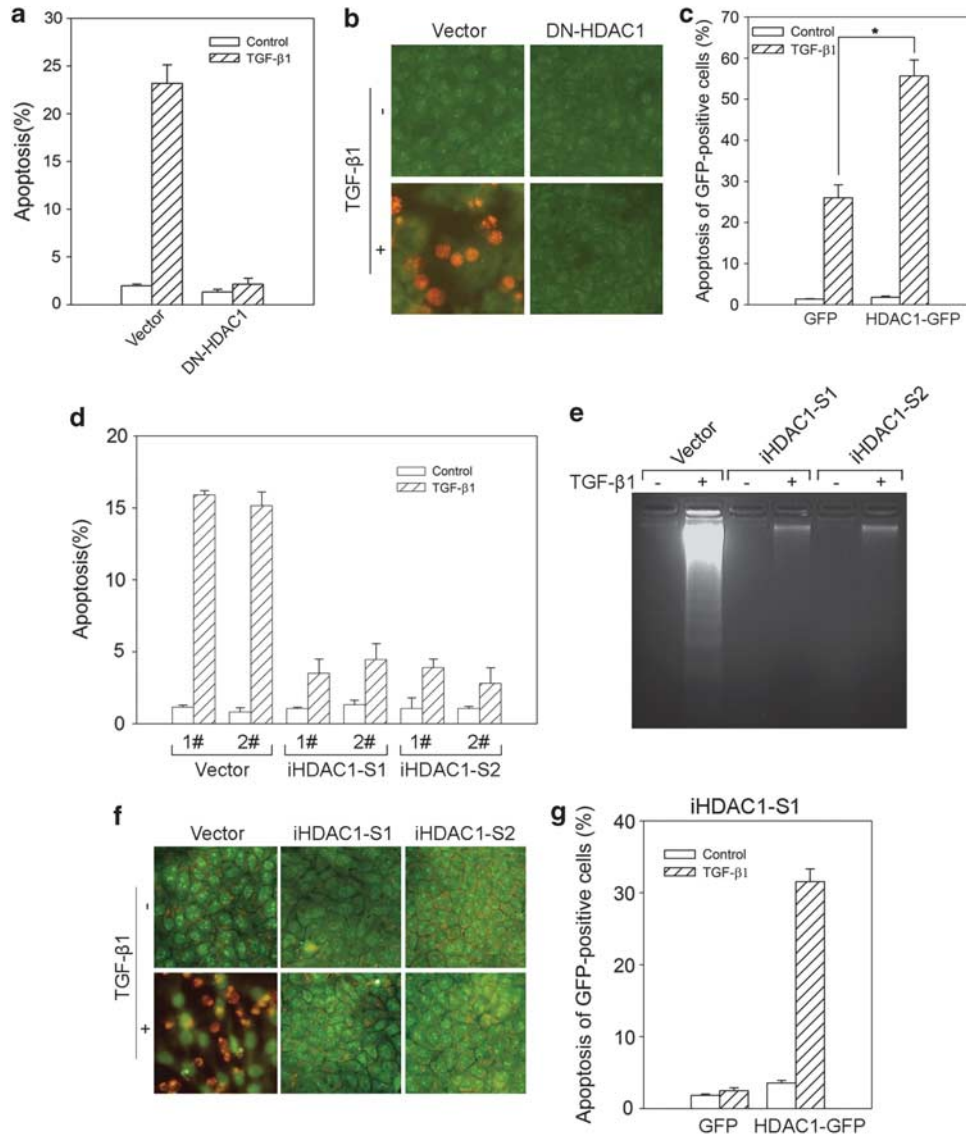 a
Apoptosis(%)
30
25
20
15
10
5
0
Control
TGF-β1
Vector
DN-HDAC1
b
Vector
DN-HDAC1
TGF-β1
-
+
c
Apoptosis of GFP-positive cells (%)
70
60
50
40
30
20
10
0
Control
TGF-β1
*
GFP
HDAC1-GFP
d
Apoptosis(%)
20
15
10
5
0
Control
TGF-β1
1# 2# 1# 2# 1# 2#
Vector iHDAC1-S1 iHDAC1-S2
e
Vector
iHDAC1-S1
iHDAC1-S2
TGF-β1 - + - + - +
f
Vector iHDAC1-S1 iHDAC1-S2
TGF-β1
-
+
g
iHDAC1-S1
Apoptosis of GFP-positive cells (%)
40
30
20
10
0
Control
TGF-β1
GFP
HDAC1-GFP